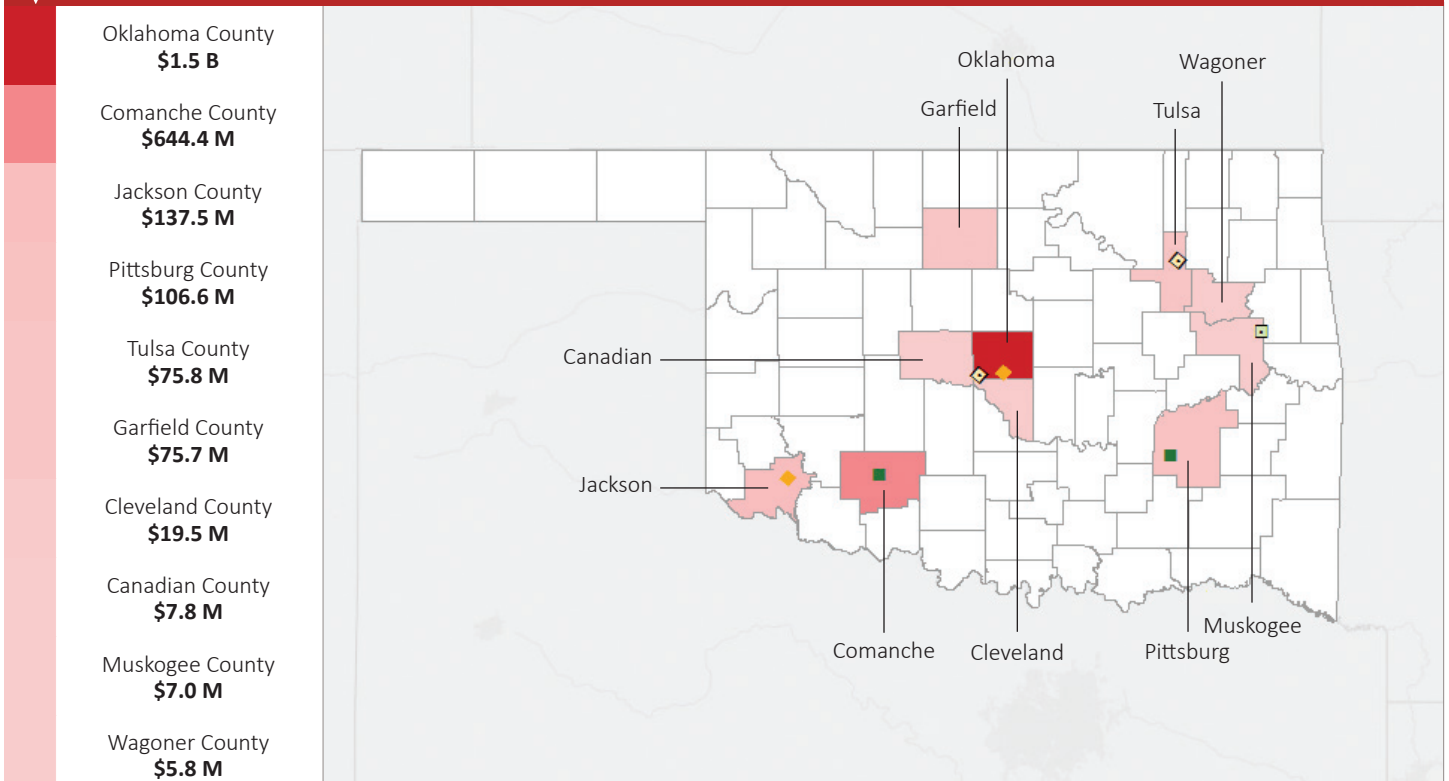 Oklahoma County
$1.5 B
Comanche County
$644.4 M
Jackson County
$137.5 M
Pittsburg County
$106.6 M
Tulsa County
$75.8 M
Garfield County
$75.7 M
Cleveland County
$19.5 M
Canadian County
$7.8 M
Muskogee County
$7.0 M
Wagoner County
$5.8 M
Oklahoma
Wagoner
Garfield
Tulsa
Canadian
Jackson
Muskogee
Comanche
Cleveland
Pittsburg